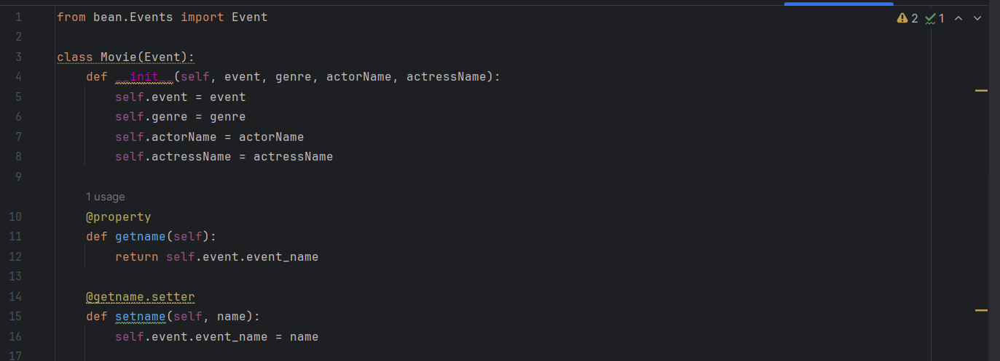 1 from bean.Events import Event
2 1
2
3 class Movie(Event):
4 def __init__(self, event, genre, actorName, actressName):
5 self.event = event
6 self.genre = genre
7 self.actorName = actorName
8 self.actressName = actressName
9
1 usage
10 @property
11 def getname(self):
12 return self.event.event_name
13
14 @getname.setter
15 def setname(self, name):
16 self.event.event_name = name
17